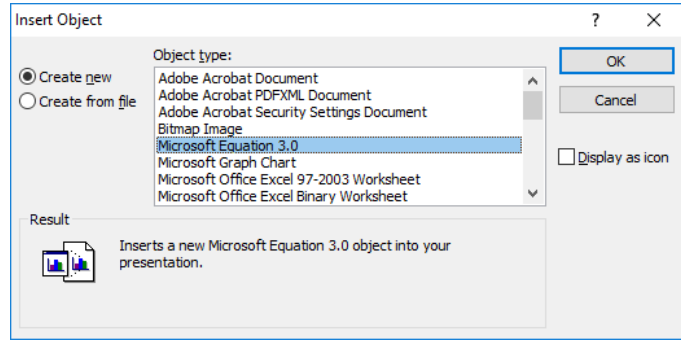 Insert Object
? X
Object type:
Create new
Create from file
Adobe Acrobat Document
Adobe Acrobat PDFXML Document
Adobe Acrobat Security Settings Document
Bitmap Image
Microsoft Equation 3.0
Microsoft Graph Chart
Microsoft Office Excel 97-2003 Worksheet
Microsoft Office Excel Binary Worksheet
OK
Cancel
Display as icon
Result
Inserts a new Microsoft Equation 3.0 object into your
presentation.